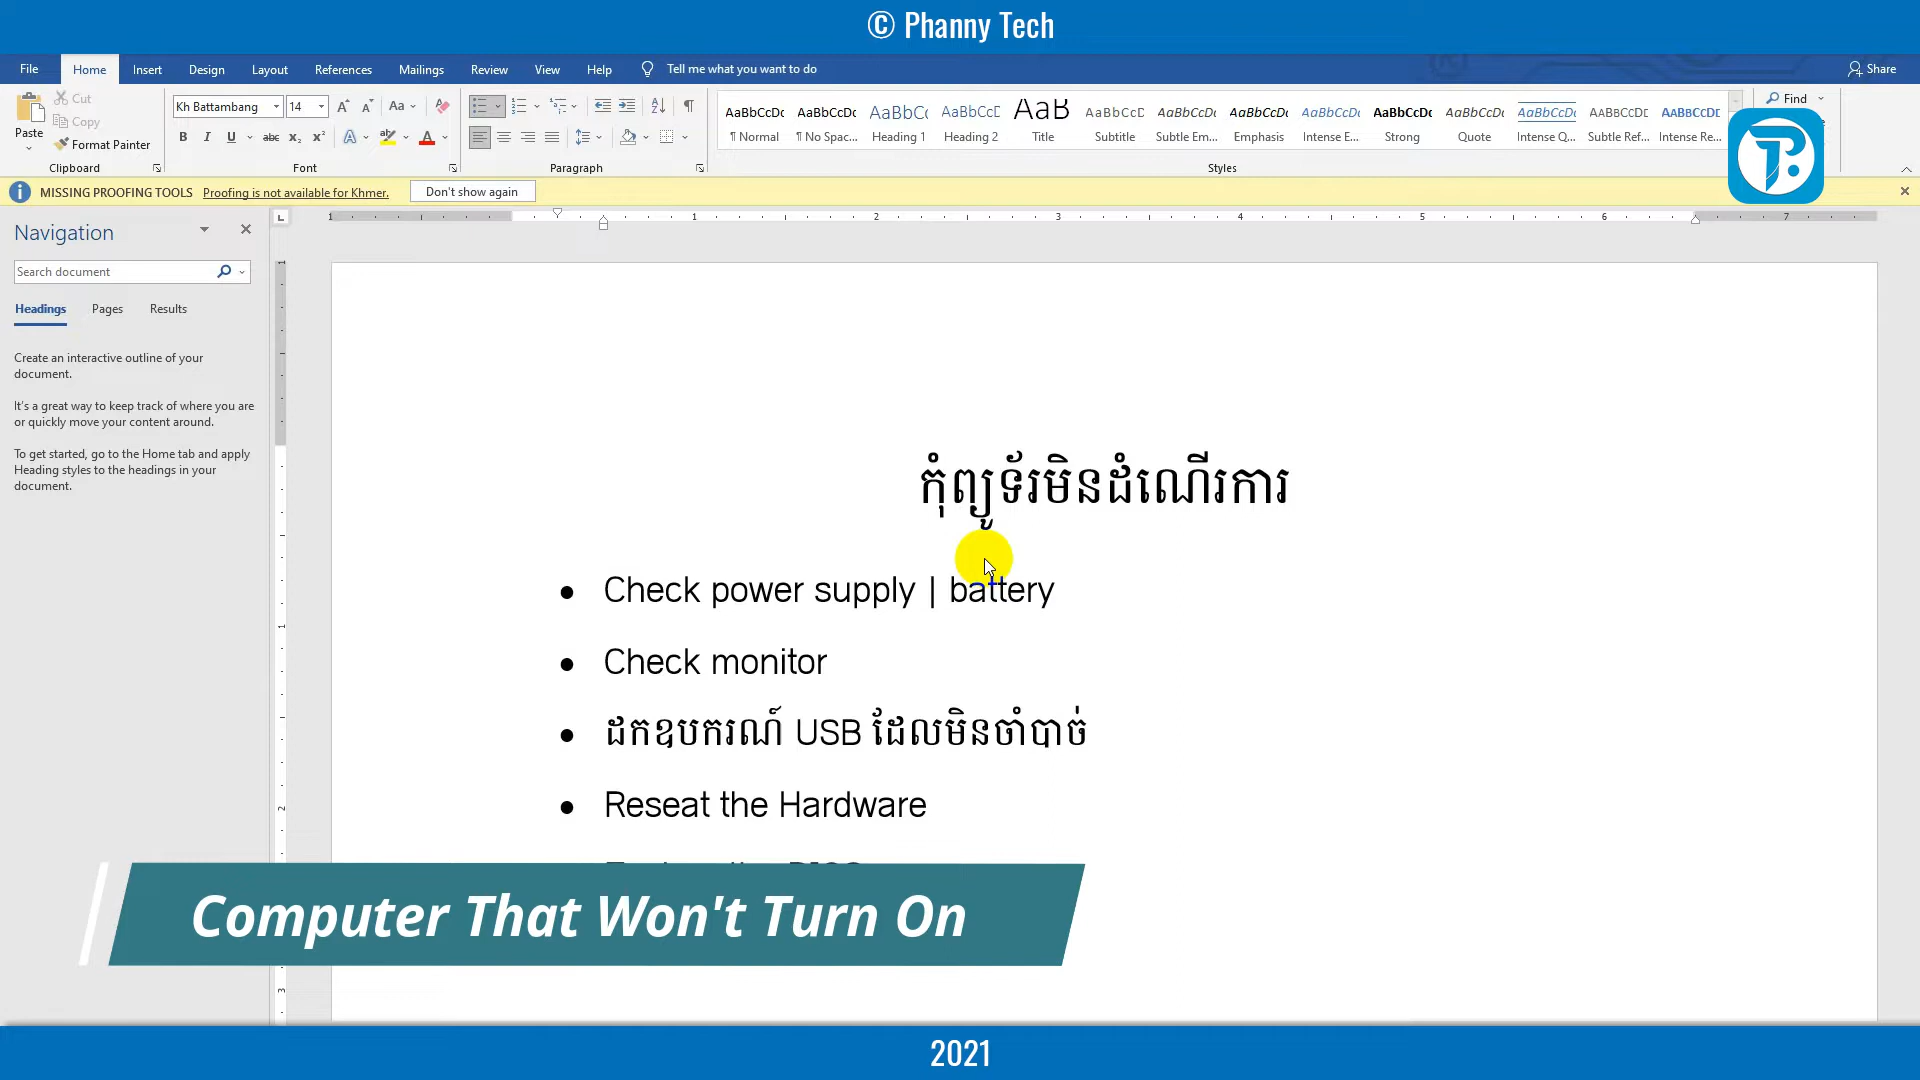 © Phanny Tech
File Home Insert Design Layout References Mailings Review View Help Tell me what you want to do Share
Paste Cut Copy Format Painter Clipboard
Kh Battambang 14 Font
Paragraph
AaBbCcDc AaBbCcDc AaBbCc AaBbCcD AaB AaBbCcD AaBbCcDc AaBbCcDc AaBbCcDc AaBbCcDc AaBbCcDc AaBbCcDc AaBbCcDc AaBbCcDc
¶ Normal ¶ No Spac... Heading 1 Heading 2 Title Subtitle Subtle Em... Emphasis Intense E... Strong Quote Intense Q... Subtle Ref... Intense Re...
Styles
Find
MISSING PROOFING TOOLS Proofing is not available for Khmer. Don't show again
Navigation
Search document
Headings Pages Results
Create an interactive outline of your
document.
It's a great way to keep track of where you are
or quickly move your content around.
To get started, go to the Home tab and apply
Heading styles to the headings in your
document.
កុំព្យូទ័រមិនដំណើរការ
• Check power supply | battery
• Check monitor
• ដកឧបករណ៍ USB ដែលមិនចាំបាច់
• Reseat the Hardware
Computer That Won't Turn On
2021